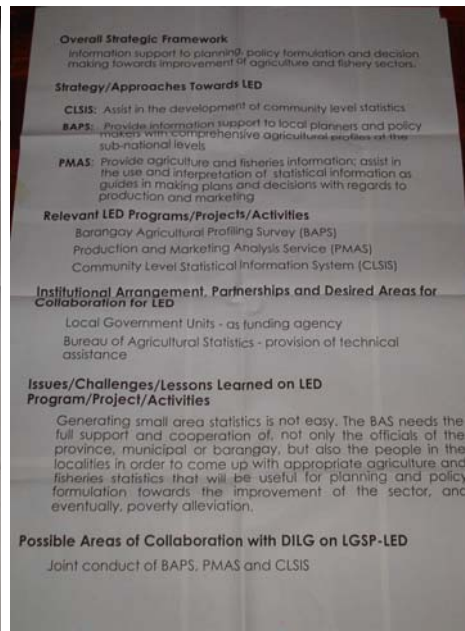 Overall Strategic Framework
Information support to planning, policy formulation and decision
making towards improvement of agriculture and fishery sectors.
Strategy/Approaches Towards LED
CLSIS: Assist in the development of community level statistics
BAPS: Provide information support to local planners and policy
makers with comprehensive agricultural profiles at the
sub-national levels
PMAS: Provide agriculture and fisheries information; assist in
the use and interpretation of statistical information as
guides in making plans and decisions with regards to
production and marketing
Relevant LED Programs/Projects/Activities
Barangay Agricultural Profiling Survey (BAPS)
Production and Marketing Analysis Service (PMAS)
Community Level Statistical Information System (CLSIS)
Institutional Arrangement, Partnerships and Desired Areas for
Collaboration for LED
Local Government Units - as funding agency
Bureau of Agricultural Statistics - provision of technical
assistance
Issues/Challenges/Lessons Learned on LED
Program/Project/Activities
Generating small area statistics is not easy. The BAS needs the
full support and cooperation of, not only the officials of the
province, municipal or barangay, but also the people in the
localities in order to come up with appropriate agriculture and
fisheries statistics that will be useful for planning and policy
formulation towards the improvement of the sector, and
eventually, poverty alleviation.
Possible Areas of Collaboration with DILG on LGSP-LED
Joint conduct of BAPS, PMAS and CLSIS